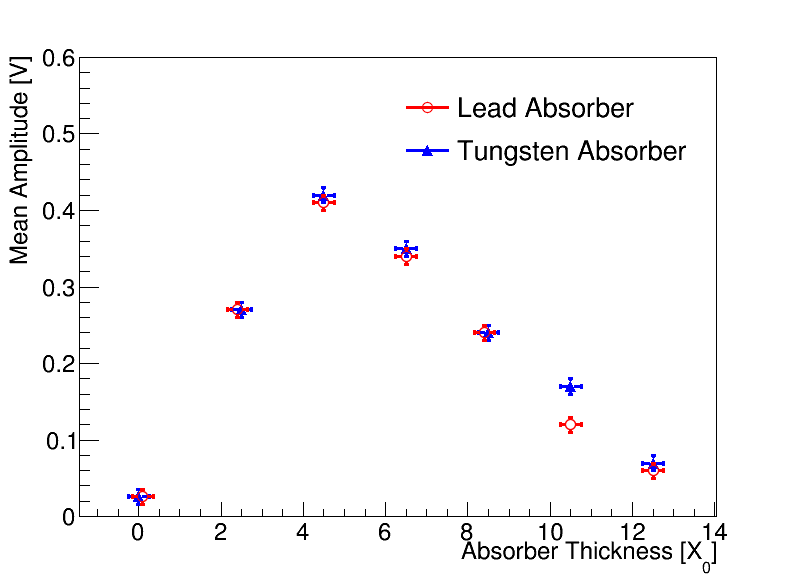 Mean Amplitude [V]
0.6
0.5
0.4
0.3
0.2
0.1
0
Lead Absorber
Tungsten Absorber
0 2 4 6 8 10 12 14
Absorber Thickness [X0]